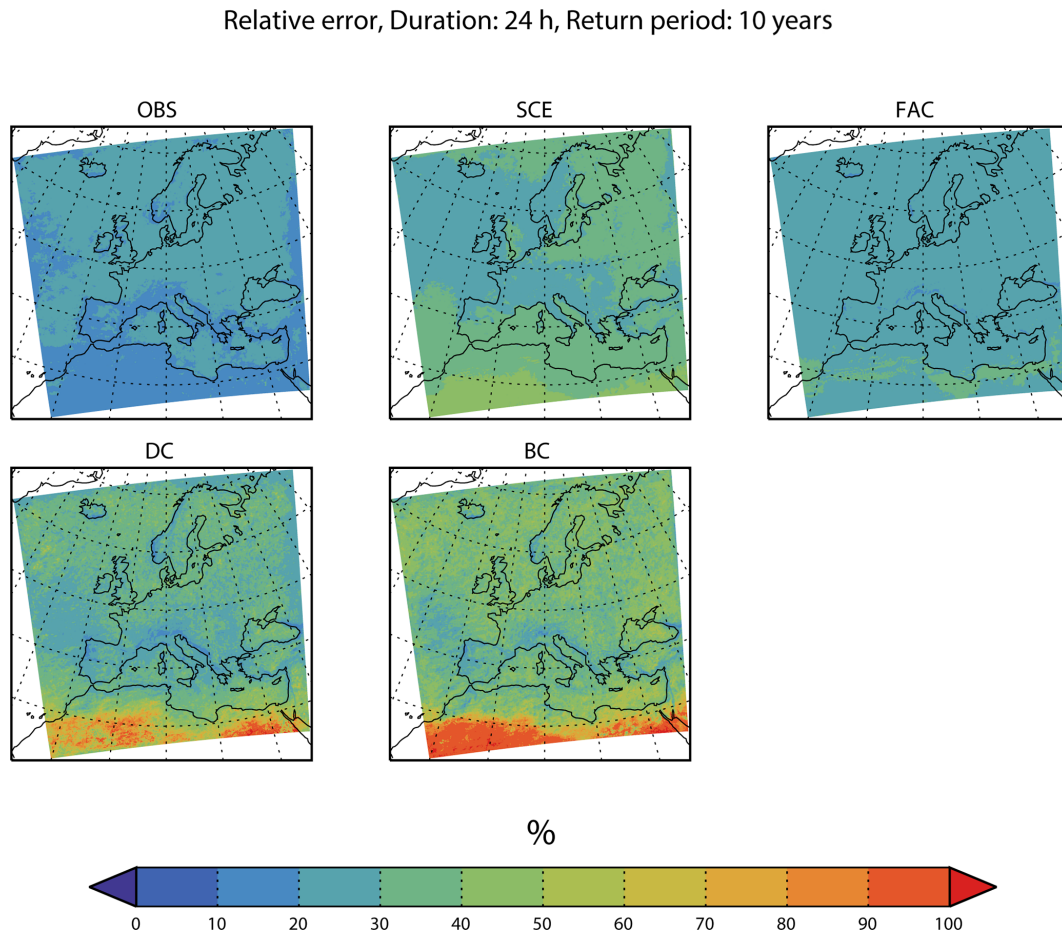 Relative error, Duration: 24 h, Return period: 10 years
OBS SCE FAC
DC BC
%
0 10 20 30 40 50 60 70 80 90 100